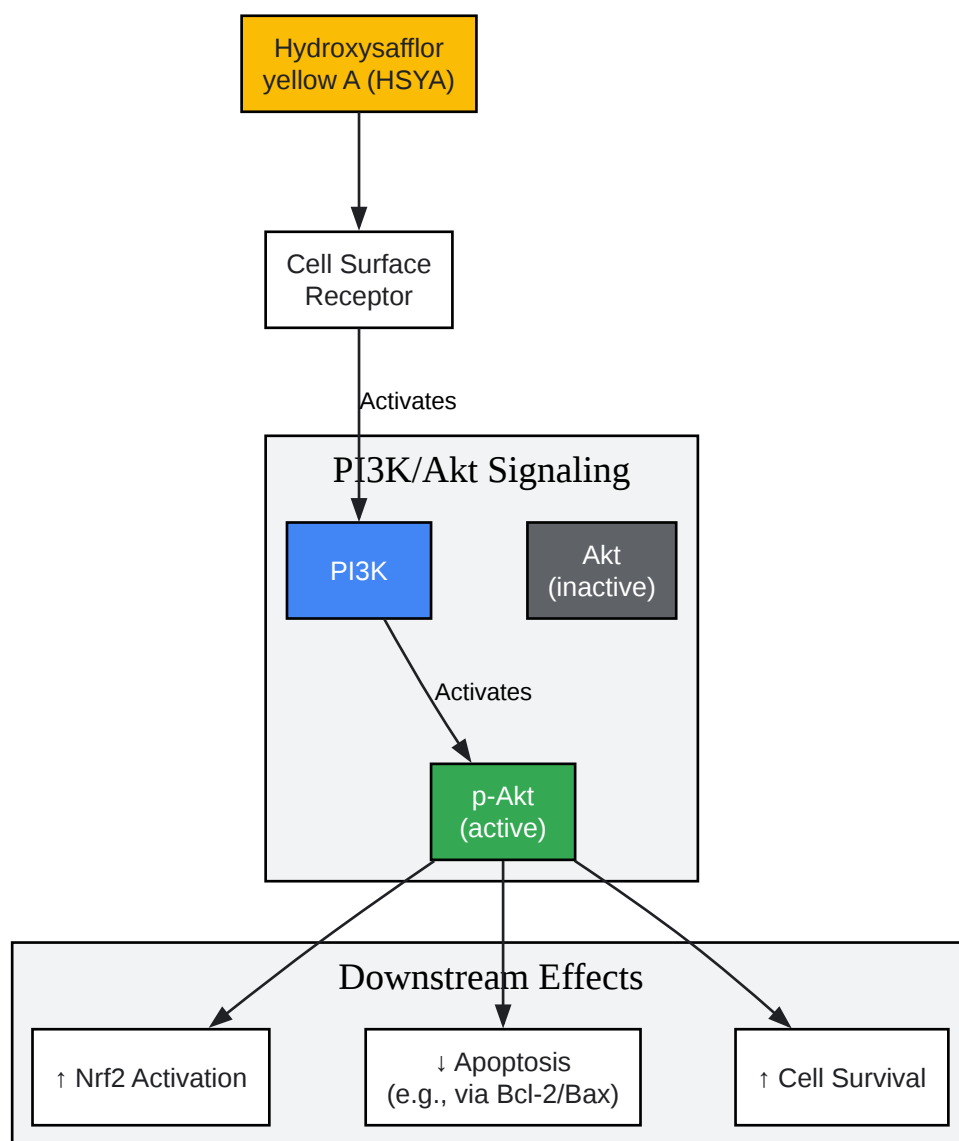 Hydroxysafflor
yellow A (HSYA)
Cell Surface
Receptor
Activates
PI3K/Akt Signaling
PI3K
Akt
(inactive)
Activates
p-Akt
(active)
Downstream Effects
↑ Nrf2 Activation
↓ Apoptosis
(e.g., via Bcl-2/Bax)
↑ Cell Survival